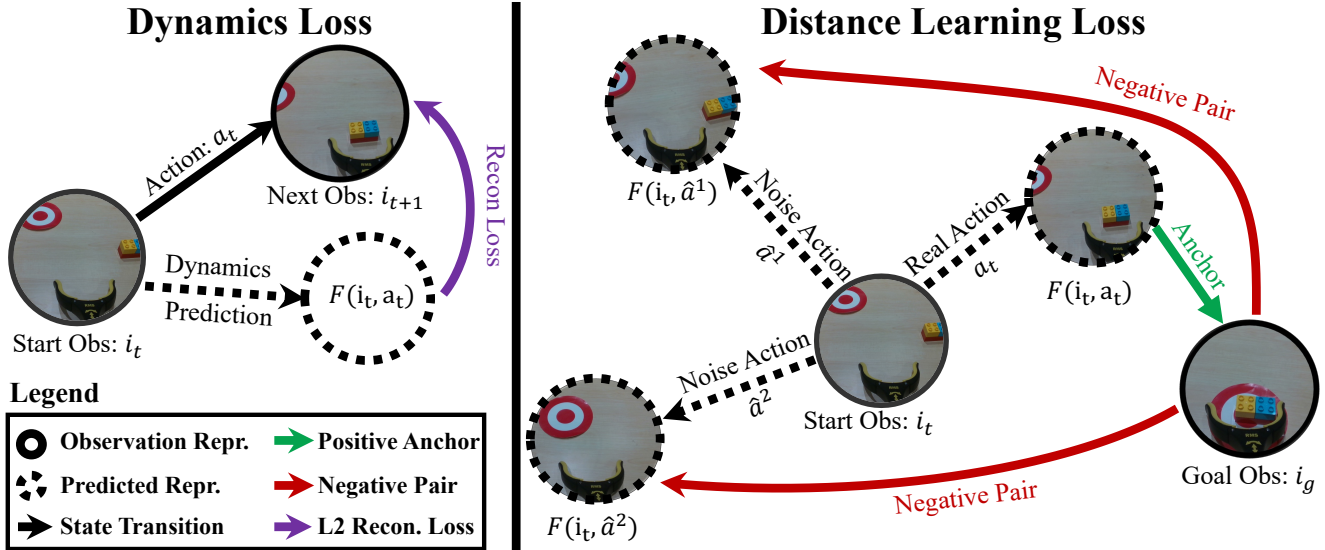 Dynamics Loss
Action: a_t
Next Obs: i_{t+1}
Recon Loss
Dynamics
Prediction
F(i_t, a_t)
Start Obs: i_t
Legend
Observation Repr.
Predicted Repr.
State Transition
Positive Anchor
Negative Pair
L2 Recon. Loss
Distance Learning Loss
Negative Pair
F(i_t, â^1)
Noise Action
â^1
Real Action
a_t
F(i_t, a_t)
Anchor
Noise Action
â^2
Start Obs: i_t
F(i_t, â^2)
Negative Pair
Goal Obs: i_g